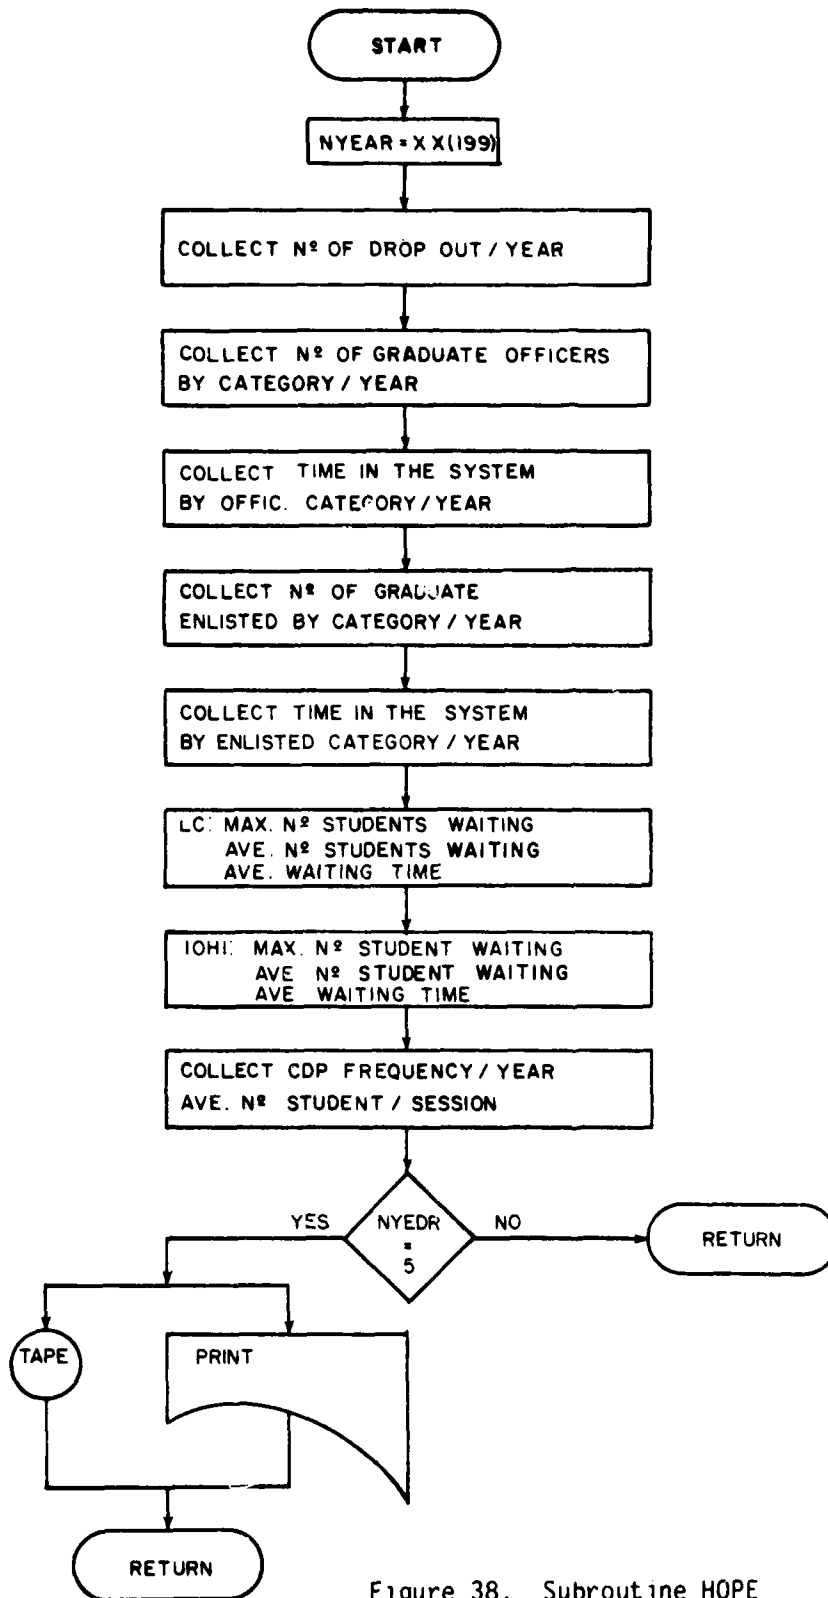 START
NYEAR = XX(199)
COLLECT Nº OF DROP OUT / YEAR
COLLECT Nº OF GRADUATE OFFICERS
BY CATEGORY / YEAR
COLLECT TIME IN THE SYSTEM
BY OFFIC. CATEGORY / YEAR
COLLECT Nº OF GRADUATE
ENLISTED BY CATEGORY / YEAR
COLLECT TIME IN THE SYSTEM
BY ENLISTED CATEGORY / YEAR
LC: MAX. Nº STUDENTS WAITING
AVE. Nº STUDENTS WAITING
AVE. WAITING TIME
IOHI: MAX. Nº STUDENT WAITING
AVE Nº STUDENT WAITING
AVE WAITING TIME
COLLECT CDP FREQUENCY / YEAR
AVE. Nº STUDENT / SESSION
YES
NYEDR
=
5
NO
RETURN
TAPE
PRINT
RETURN
Figure 38. Subroutine HOPE